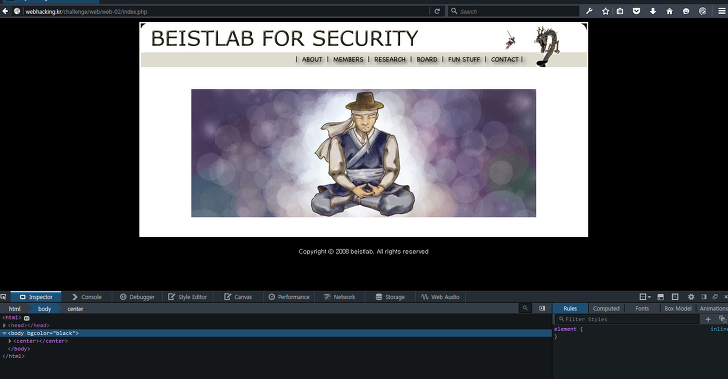 webhacking.kr/challenge/web/web-02/index.php
Search
BEISTLAB FOR SECURITY
| ABOUT | MEMBERS | RESEARCH | BOARD | FUN STUFF | CONTACT |
Copyright © 2008 beistlab. All rights reserved
Inspector Console Debugger Style Editor Canvas Performance Network Storage Web Audio
html body center
Rules Computed Fonts Box Model Animations
<html>
<head></head>
Filter Styles
<body bgcolor="black">
element { inline
<center></center>
}
</body>
</html>